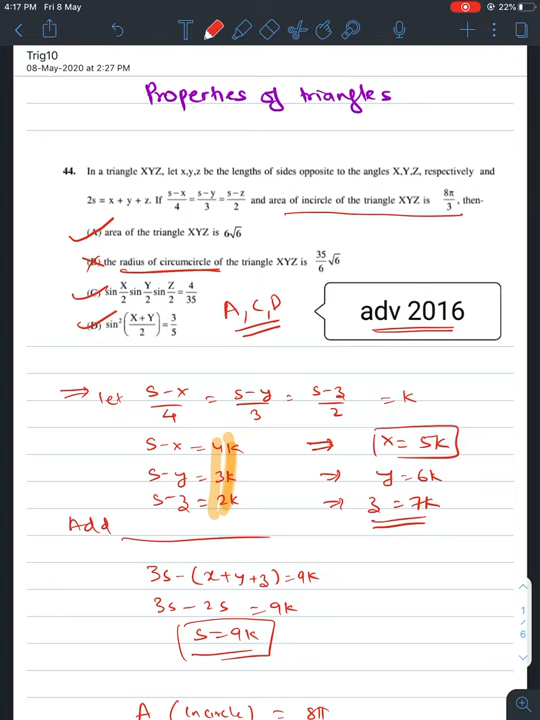 4:17 PM Fri 8 May
22%
Trig10
08-May-2020 at 2:27 PM
Properties of triangles
44. In a triangle XYZ, let x,y,z be the lengths of sides opposite to the angles X,Y,Z, respectively and
2s = x + y + z. If (s−x)/4 = (s−y)/3 = (s−z)/2 and area of incircle of the triangle XYZ is 8π/3, then-
(A) area of the triangle XYZ is 6√6
(B) the radius of circumcircle of the triangle XYZ is 35/6 √6
(C) sin X/2 sin Y/2 sin Z/2 = 4/35
(D) sin²((X+Y)/2) = 3/5
A, C, D
adv 2016
⇒ let (s-x)/4 = (s-y)/3 = (s-z)/2 = k
s-x = 4k ⇒ x = 5k
s-y = 3k ⇒ y = 6k
s-z = 2k ⇒ z = 7k
Add
3s-(x+y+z) = 9k
3s-2s = 9k
s = 9k
1
/
6
A (incircle) = 8π